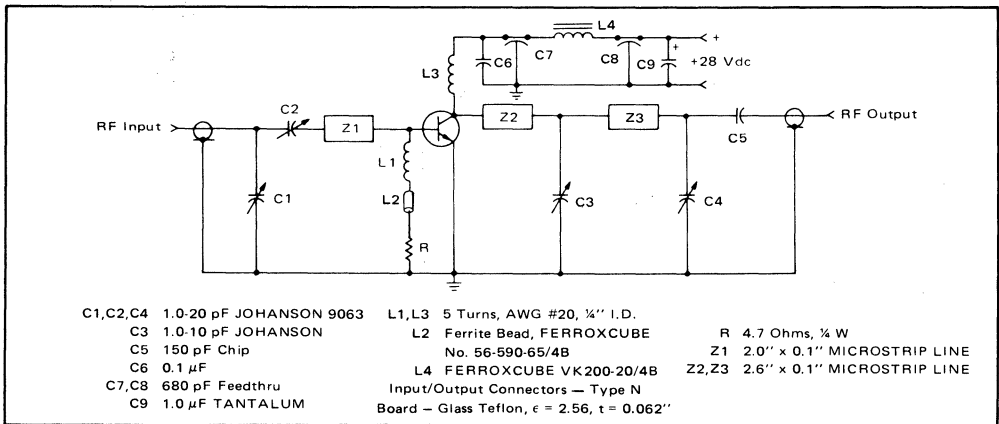 L4
C7
C6
C8
C9
+
+
+28 Vdc
L3
C2
RF Input
Z1
Z2
Z3
RF Output
C5
L1
L2
C1
C3
C4
R
C1,C2,C4 1.0-20 pF JOHANSON 9063
C3 1.0-10 pF JOHANSON
C5 150 pF Chip
C6 0.1 μF
C7,C8 680 pF Feedthru
C9 1.0 μF TANTALUM
L1,L3 5 Turns, AWG #20, ¼" I.D.
L2 Ferrite Bead, FERROXCUBE
No. 56-590-65/4B
L4 FERROXCUBE VK200-20/4B
Input/Output Connectors — Type N
Board — Glass Teflon, ϵ = 2.56, t = 0.062"
R 4.7 Ohms, ¼ W
Z1 2.0" x 0.1" MICROSTRIP LINE
Z2,Z3 2.6" x 0.1" MICROSTRIP LINE